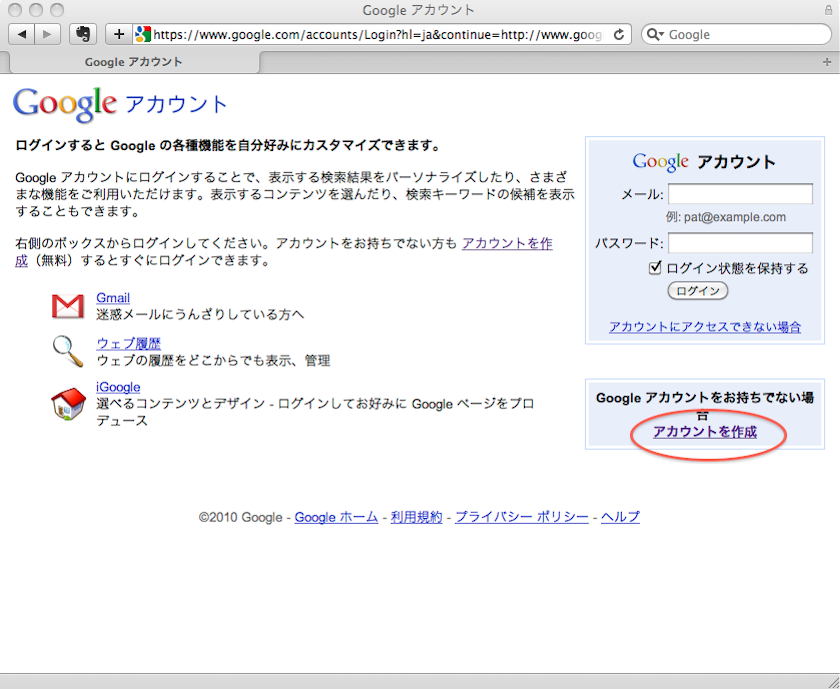 Google アカウント
https://www.google.com/accounts/Login?hl=ja&continue=http://www.goog
Google
Google アカウント
Google アカウント
ログインすると Google の各種機能を自分好みにカスタマイズできます。
Google アカウントにログインすることで、表示する検索結果をパーソナライズしたり、さまざ
まな機能をご利用いただけます。表示するコンテンツを選んだり、検索キーワードの候補を表示
することもできます。
右側のボックスからログインしてください。アカウントをお持ちでない方も アカウントを作
成（無料）するとすぐにログインできます。
Gmail
迷惑メールにうんざりしている方へ
ウェブ履歴
ウェブの履歴をどこからでも表示、管理
iGoogle
選べるコンテンツとデザイン - ログインしてお好みに Google ページをプロ
デュース
Google アカウント
メール:
例: pat@example.com
パスワード:
ログイン状態を保持する
ログイン
アカウントにアクセスできない場合
Google アカウントをお持ちでない場
合
アカウントを作成
©2010 Google - Google ホーム - 利用規約 - プライバシー ポリシー - ヘルプ